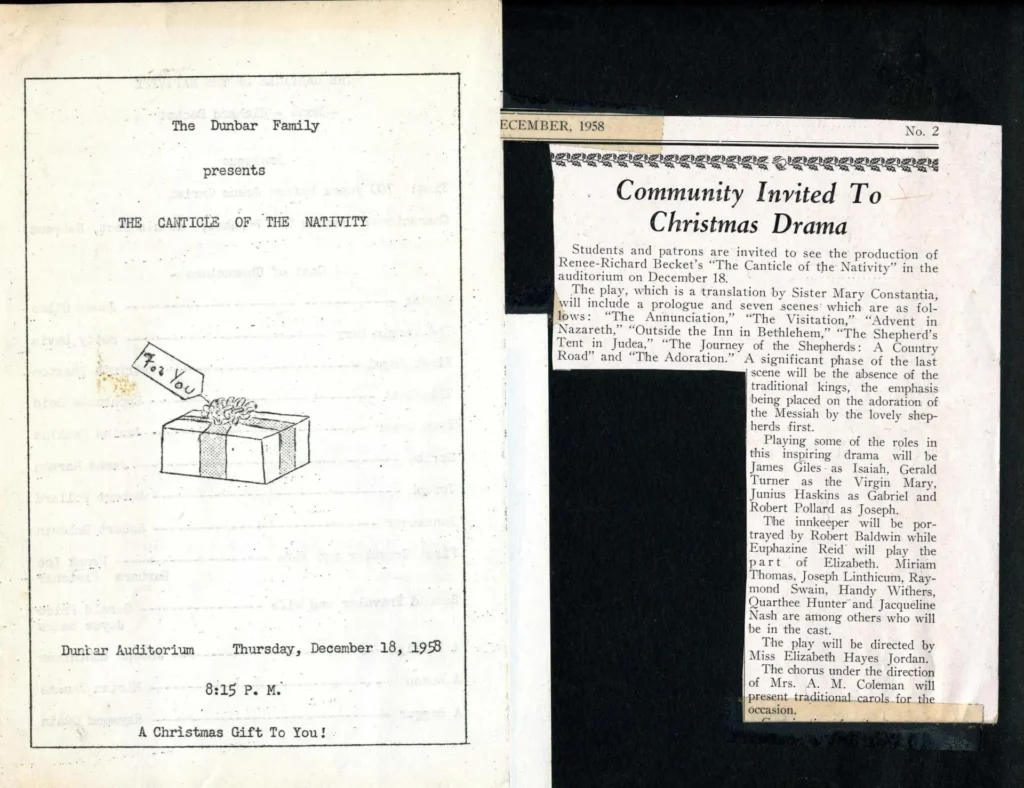 The Dunbar Family
presents
THE CANTICLE OF THE NATIVITY
For You
Dunbar Auditorium Thursday, December 18, 1958
8:15 P. M.
A Christmas Gift To You!
ECEMBER, 1958 No. 2
Community Invited To
Christmas Drama
Students and patrons are invited to see the production of
Renee-Richard Becket's “The Canticle of the Nativity” in the
auditorium on December 18.
The play, which is a translation by Sister Mary Constantia,
will include a prologue and seven scenes which are as fol-
lows: “The Annunciation,” “The Visitation,” “Advent in
Nazareth,” “Outside the Inn in Bethlehem,” “The Shepherd's
Tent in Judea,” “The Journey of the Shepherds: A Country
Road” and “The Adoration.” A significant phase of the last
scene will be the absence of the
traditional kings, the emphasis
being placed on the adoration of
the Messiah by the lovely shep-
herds first.
Playing some of the roles in
this inspiring drama will be
James Giles as Isaiah, Gerald
Turner as the Virgin Mary,
Junius Haskins as Gabriel and
Robert Pollard as Joseph.
The innkeeper will be por-
trayed by Robert Baldwin while
Euphazine Reid will play the
part of Elizabeth. Miriam
Thomas, Joseph Linthicum, Ray-
mond Swain, Handy Withers,
Quarthee Hunter and Jacqueline
Nash are among others who will
be in the cast.
The play will be directed by
Miss Elizabeth Hayes Jordan.
The chorus under the direction
of Mrs. A. M. Coleman will
present traditional carols for the
occasion.